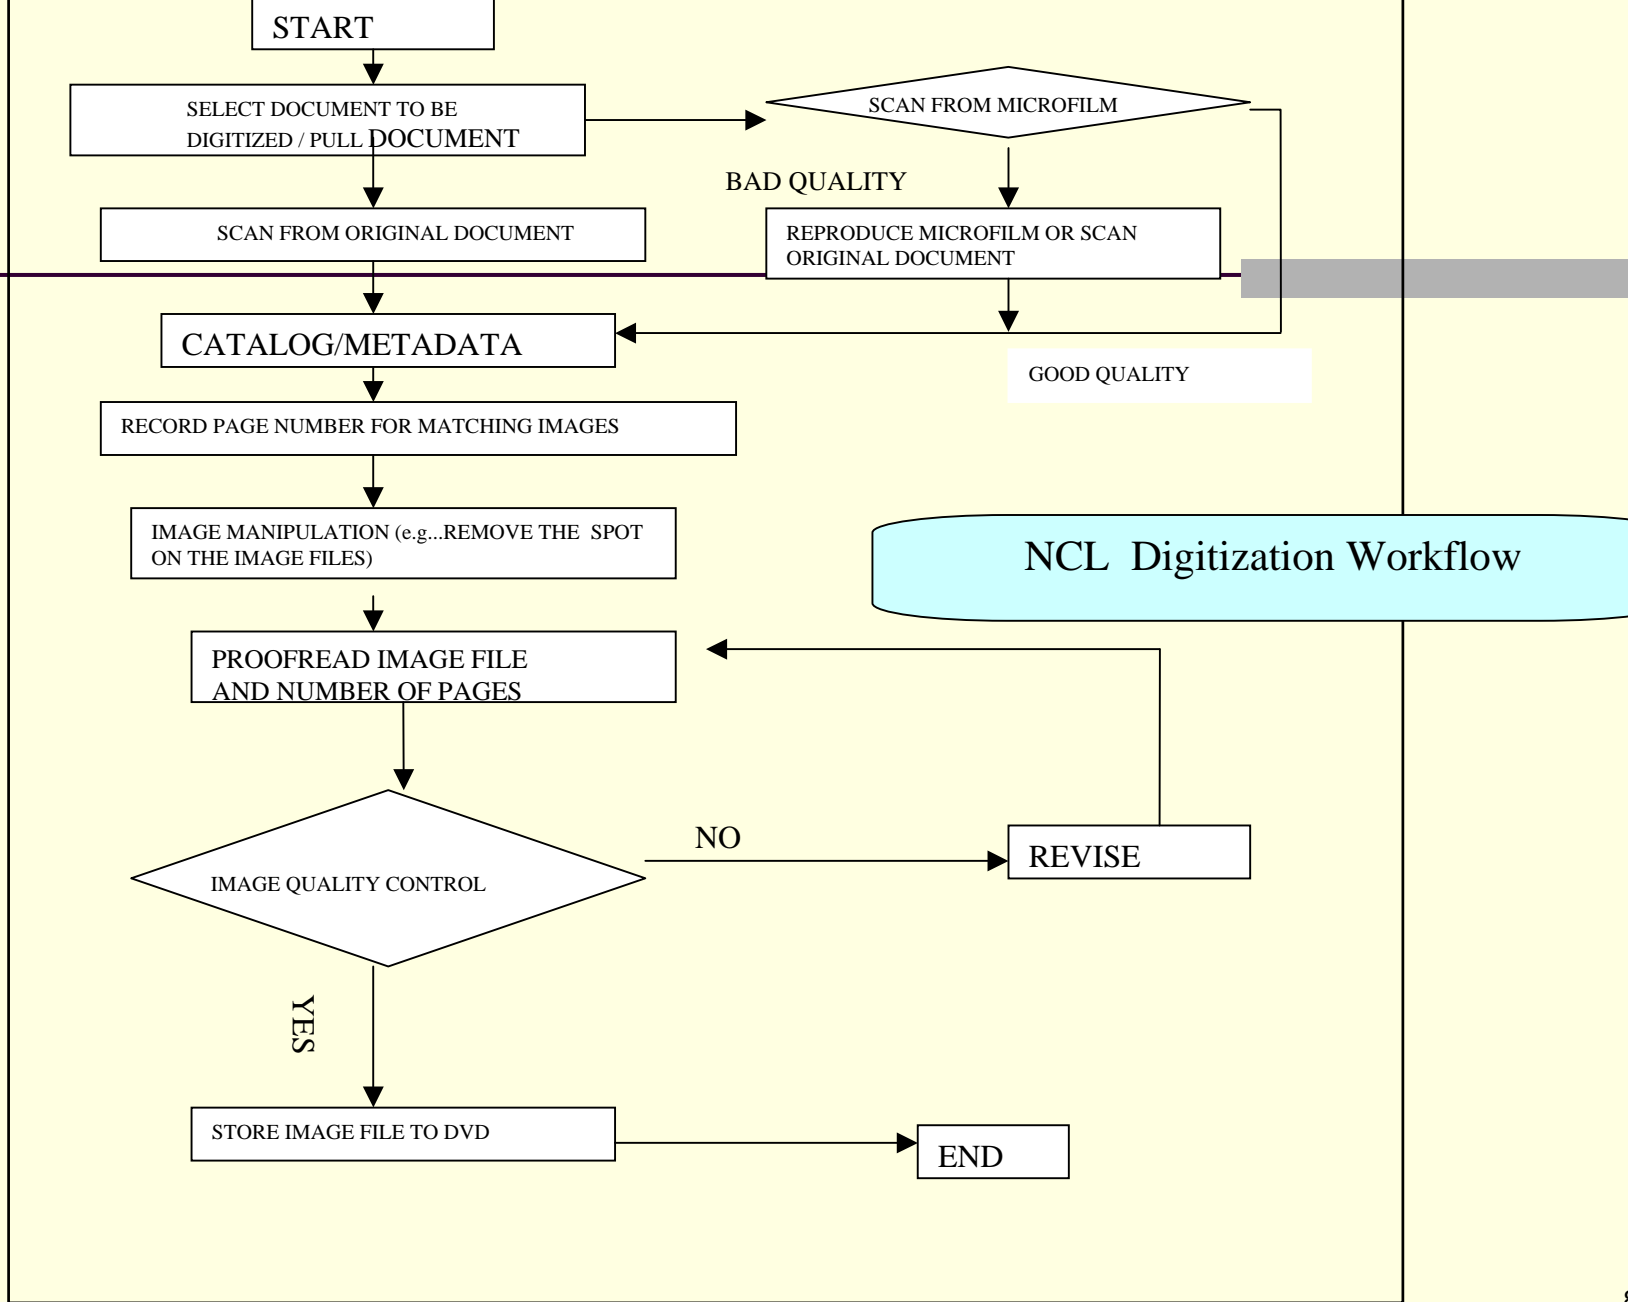 START
SELECT DOCUMENT TO BE
DIGITIZED / PULL DOCUMENT
SCAN FROM MICROFILM
BAD QUALITY
SCAN FROM ORIGINAL DOCUMENT
REPRODUCE MICROFILM OR SCAN
ORIGINAL DOCUMENT
CATALOG/METADATA
GOOD QUALITY
RECORD PAGE NUMBER FOR MATCHING IMAGES
IMAGE MANIPULATION (e.g...REMOVE THE SPOT
ON THE IMAGE FILES)
NCL Digitization Workflow
PROOFREAD IMAGE FILE
AND NUMBER OF PAGES
NO
REVISE
IMAGE QUALITY CONTROL
YES
STORE IMAGE FILE TO DVD
END